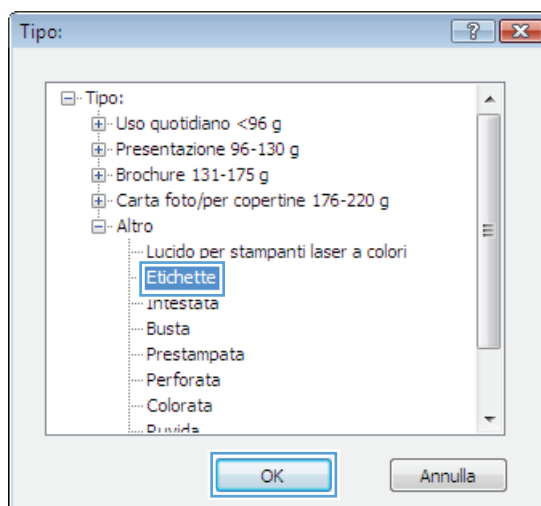 Tipo:
Tipo:
Uso quotidiano <96 g
Presentazione 96-130 g
Brochure 131-175 g
Carta foto/per copertine 176-220 g
Altro
Lucido per stampanti laser a colori
Etichette
Intestata
Busta
Prestampata
Perforata
Colorata
Ruvida
OK
Annulla